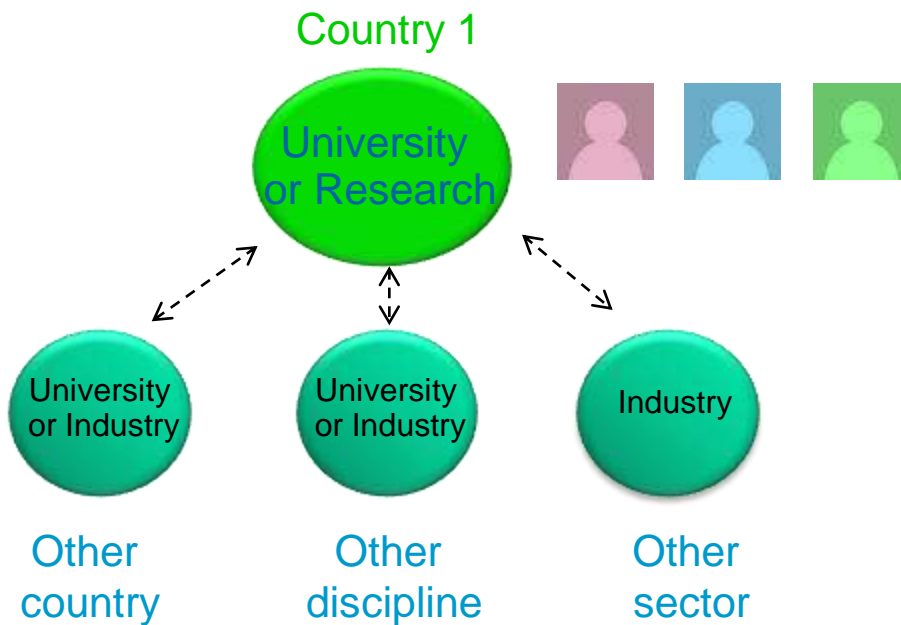 Country 1
University
or Research
University
or Industry
University
or Industry
Industry
Other
country
Other
discipline
Other
sector